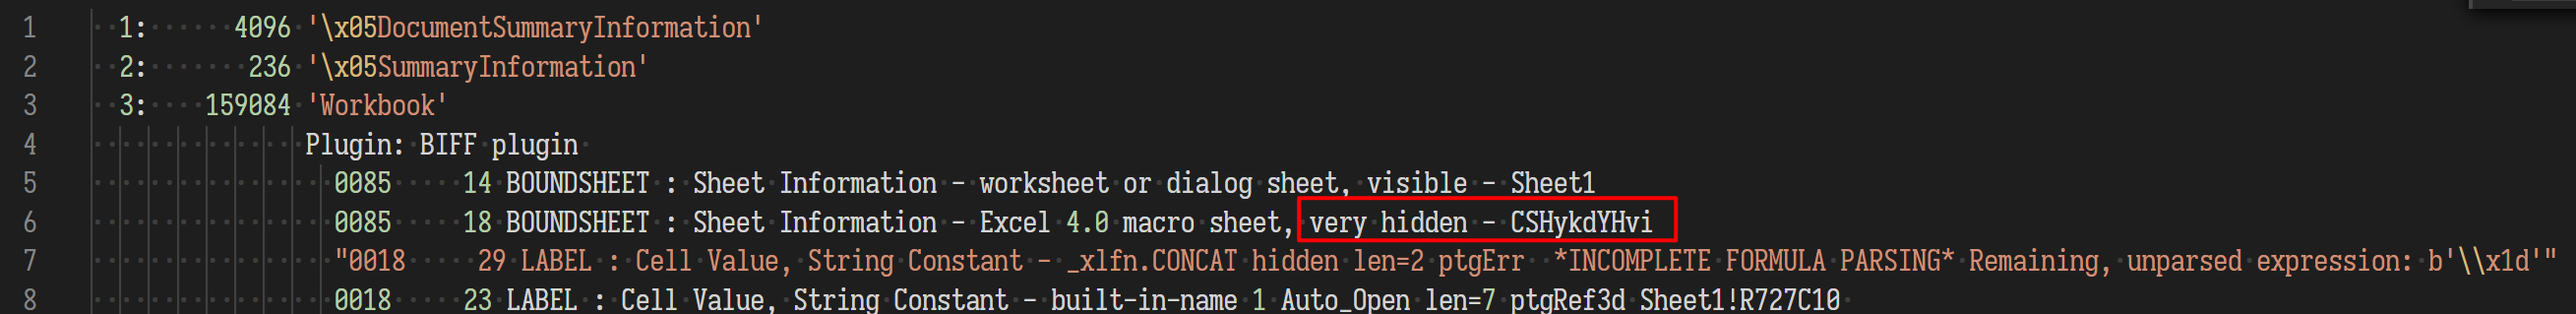 1 1: 4096 '\x05DocumentSummaryInformation'
2 2: 236 '\x05SummaryInformation'
3 3: 159084 'Workbook'
4 Plugin: BIFF plugin
5 0085 14 BOUNDSHEET : Sheet Information - worksheet or dialog sheet, visible - Sheet1
6 0085 18 BOUNDSHEET : Sheet Information - Excel 4.0 macro sheet, very hidden - CSHykdYHvi
7 "0018 29 LABEL : Cell Value, String Constant - _xlfn.CONCAT hidden len=2 ptgErr *INCOMPLETE FORMULA PARSING* Remaining, unparsed expression: b'\\x1d'"
8 0018 23 LABEL : Cell Value, String Constant - built-in-name 1 Auto_Open len=7 ptgRef3d Sheet1!R727C10